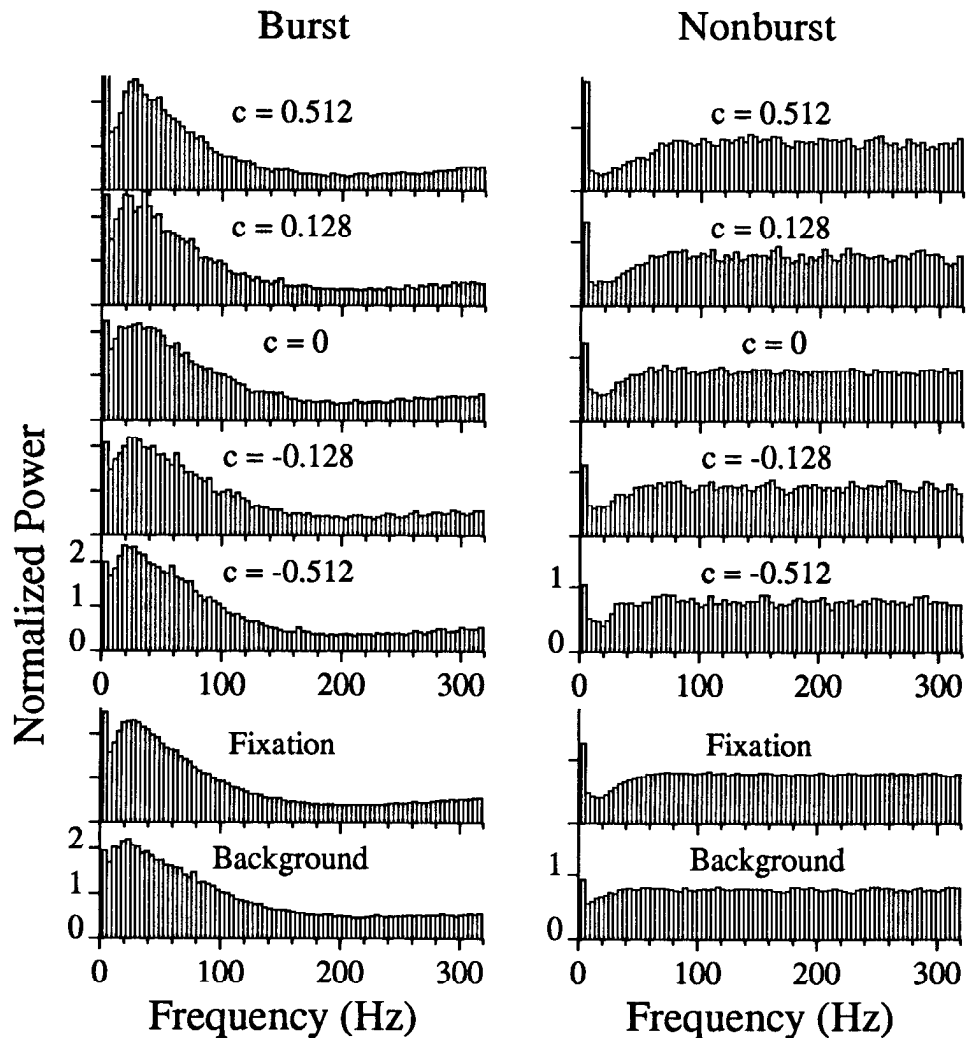 Burst
Nonburst
c = 0.512
c = 0.512
c = 0.128
c = 0.128
c = 0
c = 0
c = -0.128
c = -0.128
c = -0.512
c = -0.512
2
1
0
1
0
0 100 200 300
0 100 200 300
Fixation
Fixation
Background
Background
2
1
0
1
0
0 100 200 300
0 100 200 300
Frequency (Hz)
Frequency (Hz)
Normalized Power